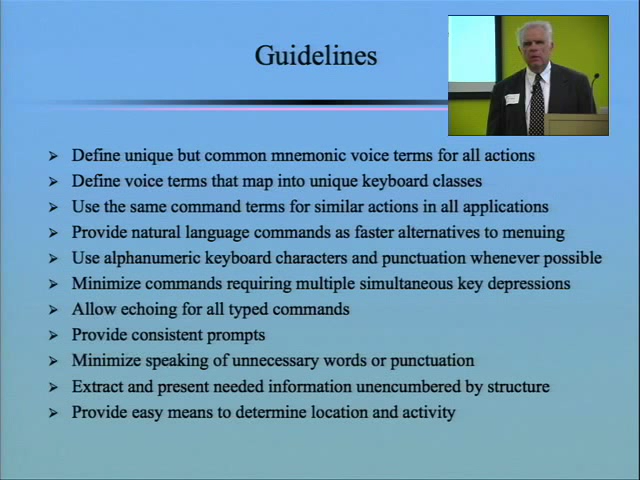 Guidelines
Define unique but common mnemonic voice terms for all actions
Define voice terms that map into unique keyboard classes
Use the same command terms for similar actions in all applications
Provide natural language commands as faster alternatives to menuing
Use alphanumeric keyboard characters and punctuation whenever possible
Minimize commands requiring multiple simultaneous key depressions
Allow echoing for all typed commands
Provide consistent prompts
Minimize speaking of unnecessary words or punctuation
Extract and present needed information unencumbered by structure
Provide easy means to determine location and activity